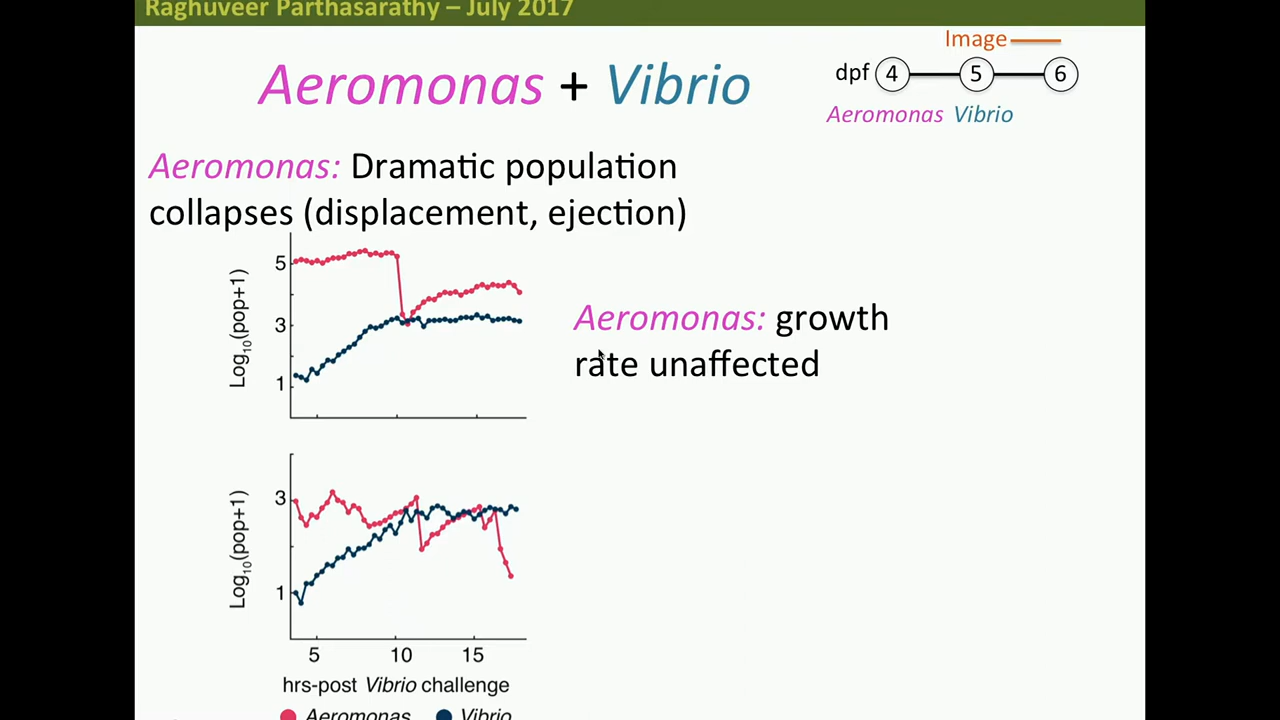 Raghuveer Parthasarathy – July 2017
Image
Aeromonas + Vibrio
dpf 4 5 6
Aeromonas Vibrio
Aeromonas: Dramatic population
collapses (displacement, ejection)
Log10(pop+1)
5
3
1
Aeromonas: growth
rate unaffected
Log10(pop+1)
3
1
5 10 15
hrs-post Vibrio challenge
Aeromonas Vibrio